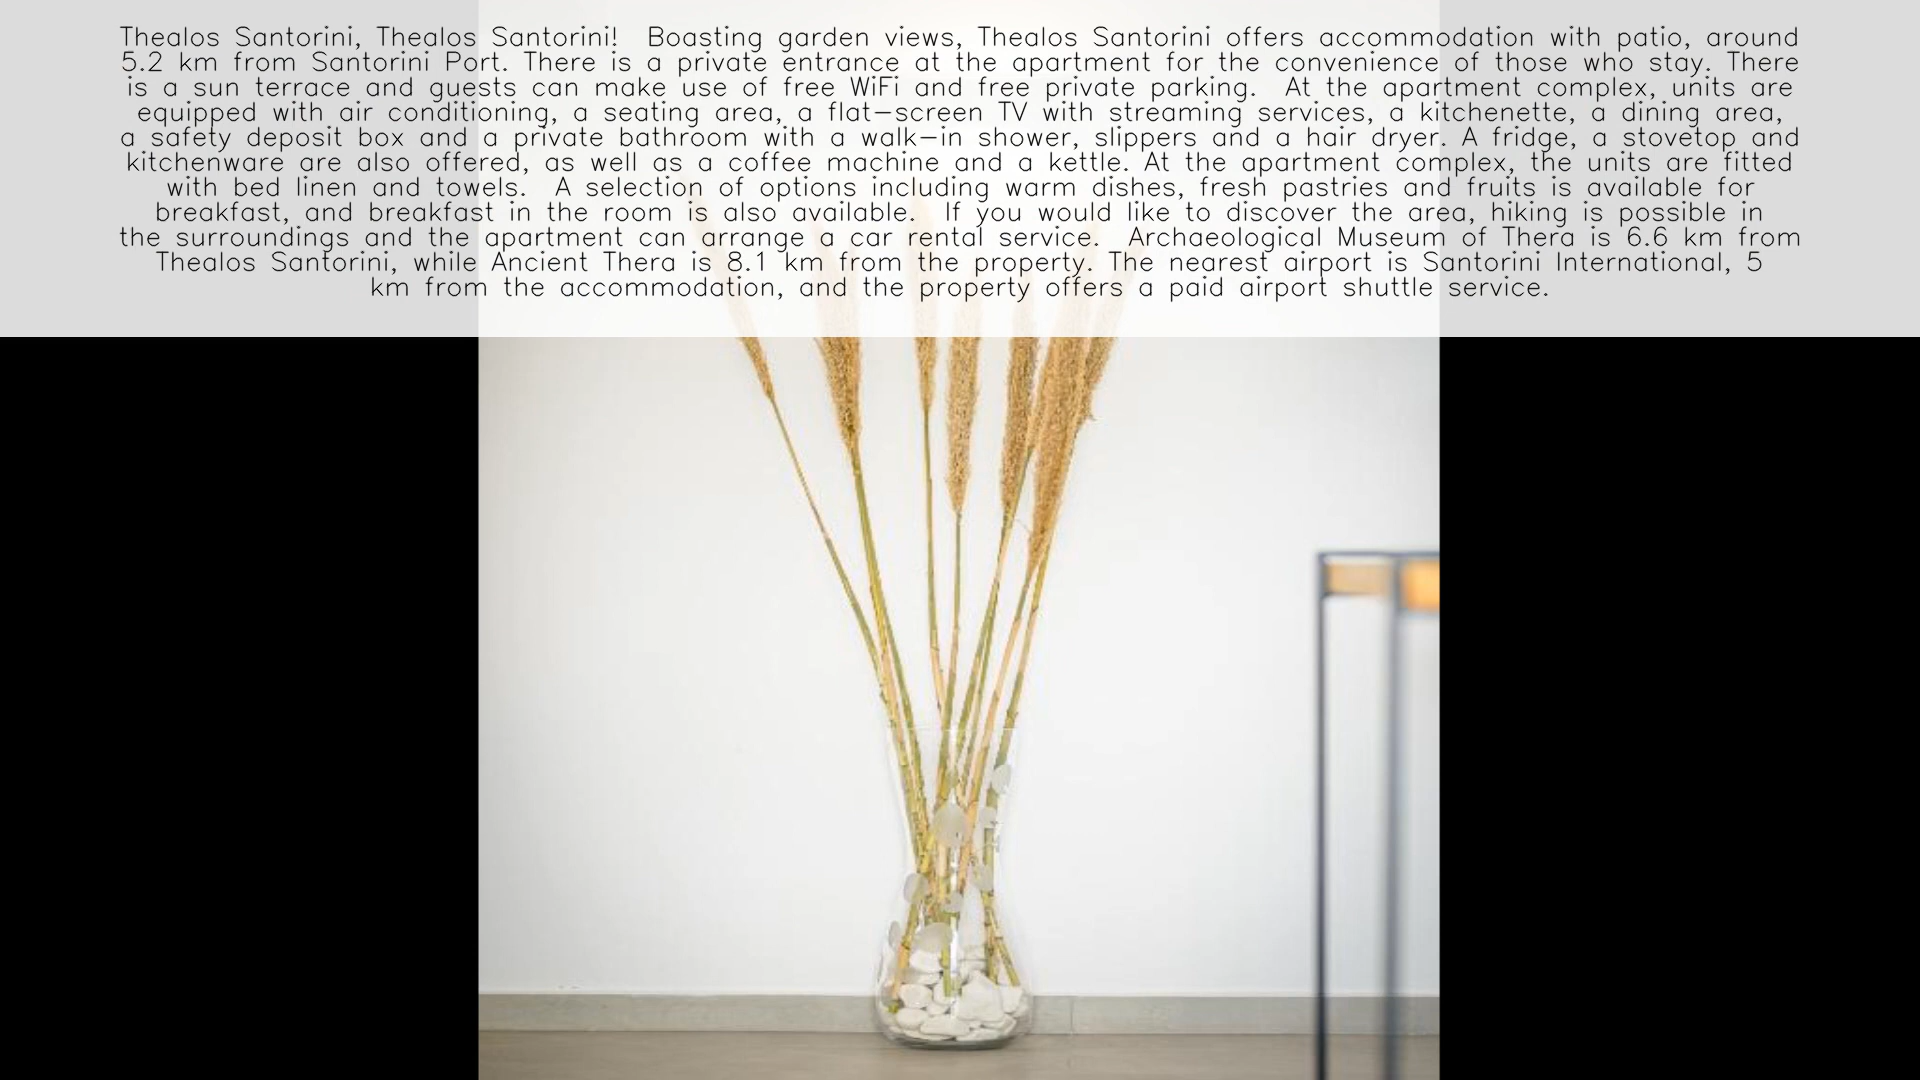 Thealos Santorini, Thealos Santorini!  Boasting garden views, Thealos Santorini offers accommodation with patio, around
5.2 km from Santorini Port. There is a private entrance at the apartment for the convenience of those who stay. There
is a sun terrace and guests can make use of free WiFi and free private parking.  At the apartment complex, units are
equipped with air conditioning, a seating area, a flat-screen TV with streaming services, a kitchenette, a dining area,
a safety deposit box and a private bathroom with a walk-in shower, slippers and a hair dryer. A fridge, a stovetop and
kitchenware are also offered, as well as a coffee machine and a kettle. At the apartment complex, the units are fitted
with bed linen and towels.  A selection of options including warm dishes, fresh pastries and fruits is available for
breakfast, and breakfast in the room is also available.  If you would like to discover the area, hiking is possible in
the surroundings and the apartment can arrange a car rental service.  Archaeological Museum of Thera is 6.6 km from
Thealos Santorini, while Ancient Thera is 8.1 km from the property. The nearest airport is Santorini International, 5
km from the accommodation, and the property offers a paid airport shuttle service.